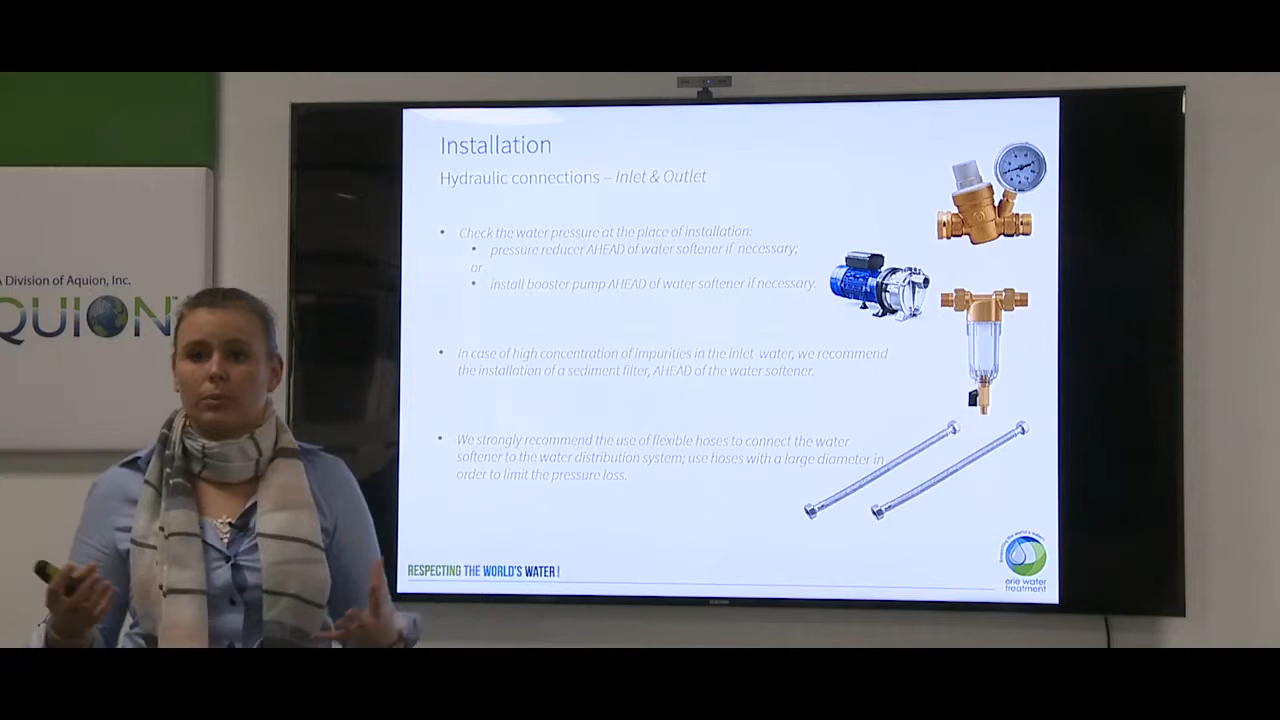 Installation
Hydraulic connections – Inlet & Outlet
• Check the water pressure at the place of installation:
• pressure reducer AHEAD of water softener if necessary;
or
• install booster pump AHEAD of water softener if necessary.
• In case of high concentration of impurities in the inlet water, we recommend
the installation of a sediment filter, AHEAD of the water softener.
• We strongly recommend the use of flexible hoses to connect the water
softener to the water distribution system; use hoses with a large diameter in
order to limit the pressure loss.
RESPECTING THE WORLD'S WATER!
erie water
treatment
A Division of Aquion, Inc.
QUION